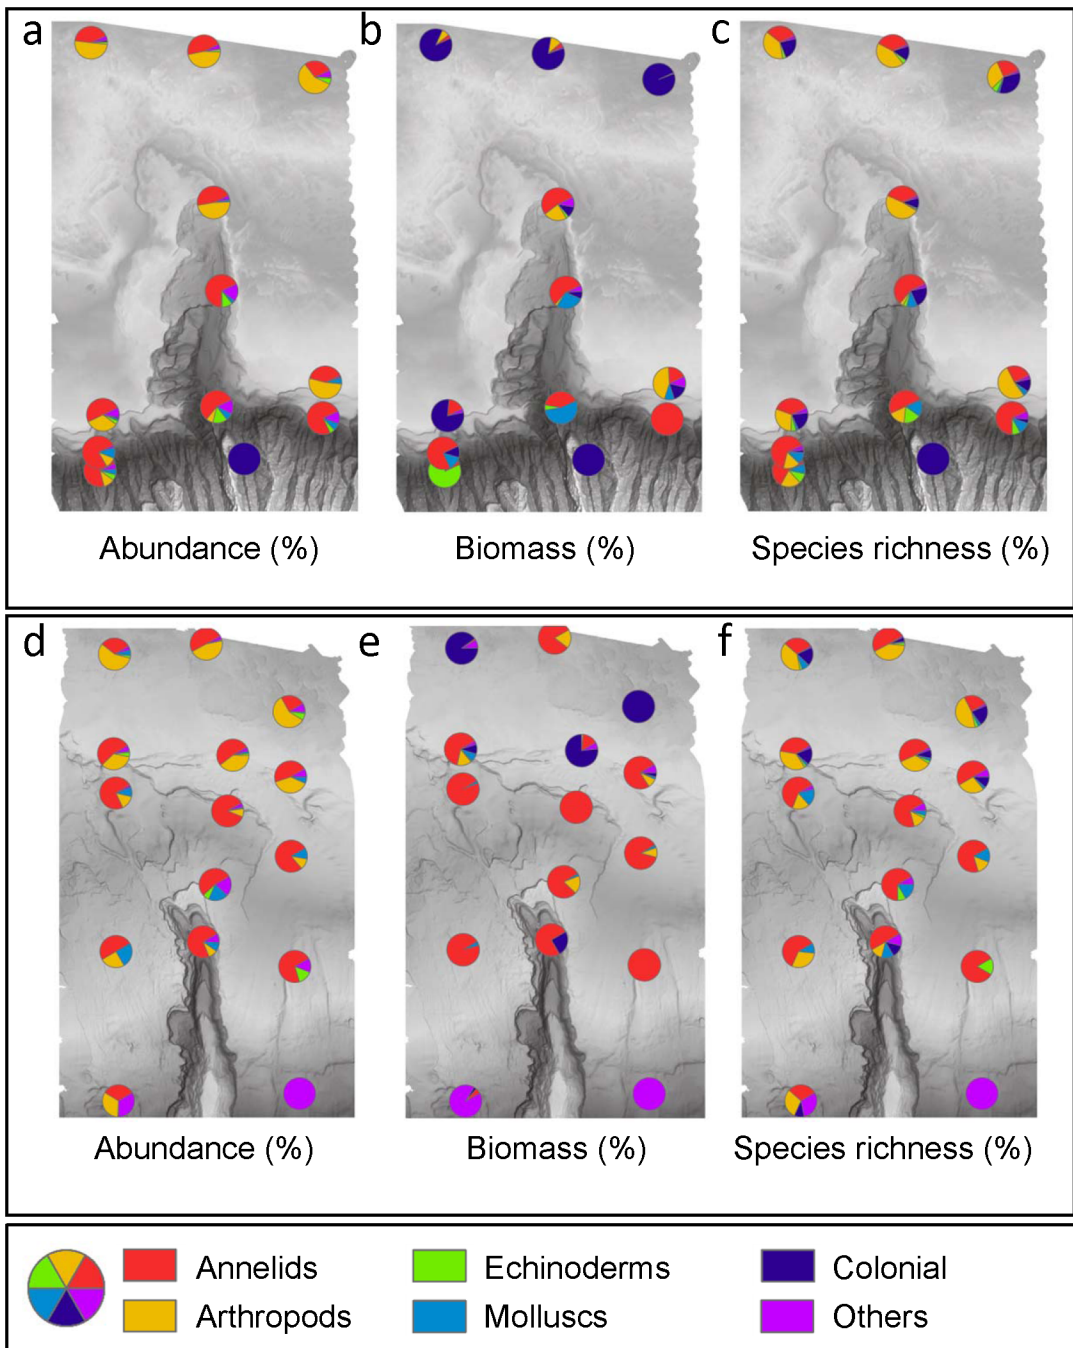 a b c
Abundance (%) Biomass (%) Species richness (%)
d e f
Abundance (%) Biomass (%) Species richness (%)
Annelids Echinoderms Colonial
Arthropods Molluscs Others